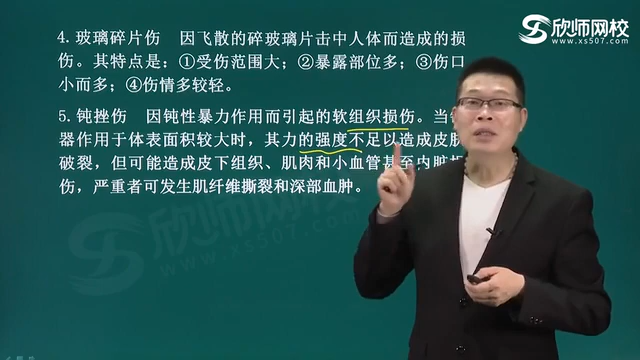 欣师网校
www.xs507.com
4.玻璃碎片伤 因飞散的碎玻璃片击中人体而造成的损
伤。其特点是：①受伤范围大；②暴露部位多；③伤口
小而多；④伤情多较轻。
5.钝挫伤 因钝性暴力作用而引起的软组织损伤。当
器作用于体表面积较大时，其力的强度不足以造成皮肤
破裂，但可能造成皮下组织、肌肉和小血管甚至内脏
伤，严重者可发生肌纤维撕裂和深部血肿。
欣师网校
www.xs507.com